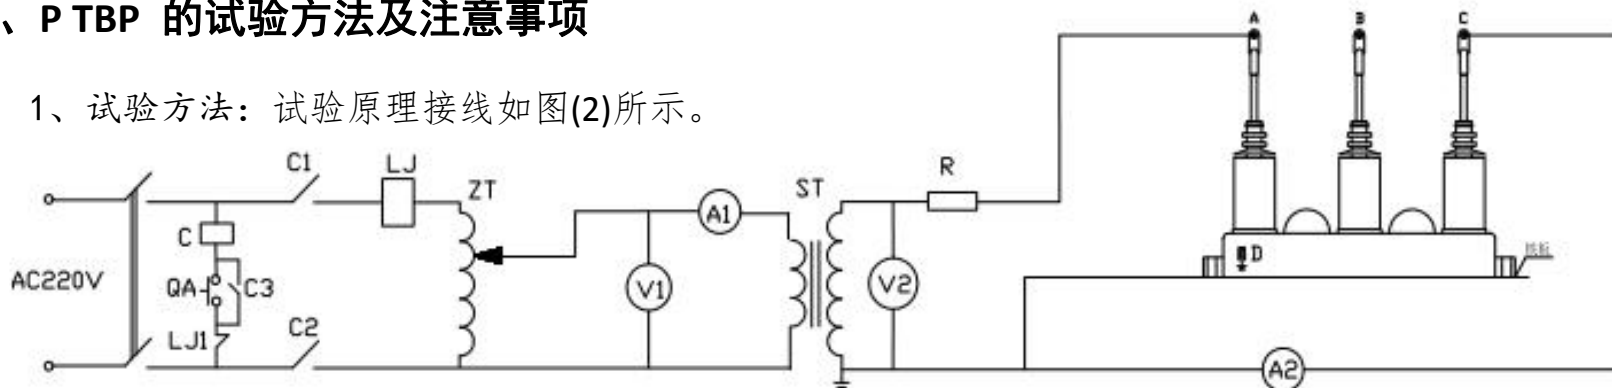 、P TBP 的试验方法及注意事项
1、试验方法：试验原理接线如图(2)所示。
A B C
C1 LJ ZT ST R
A1
C
D
AC220V QA C3 V1 V2
LJ1 C2
A2